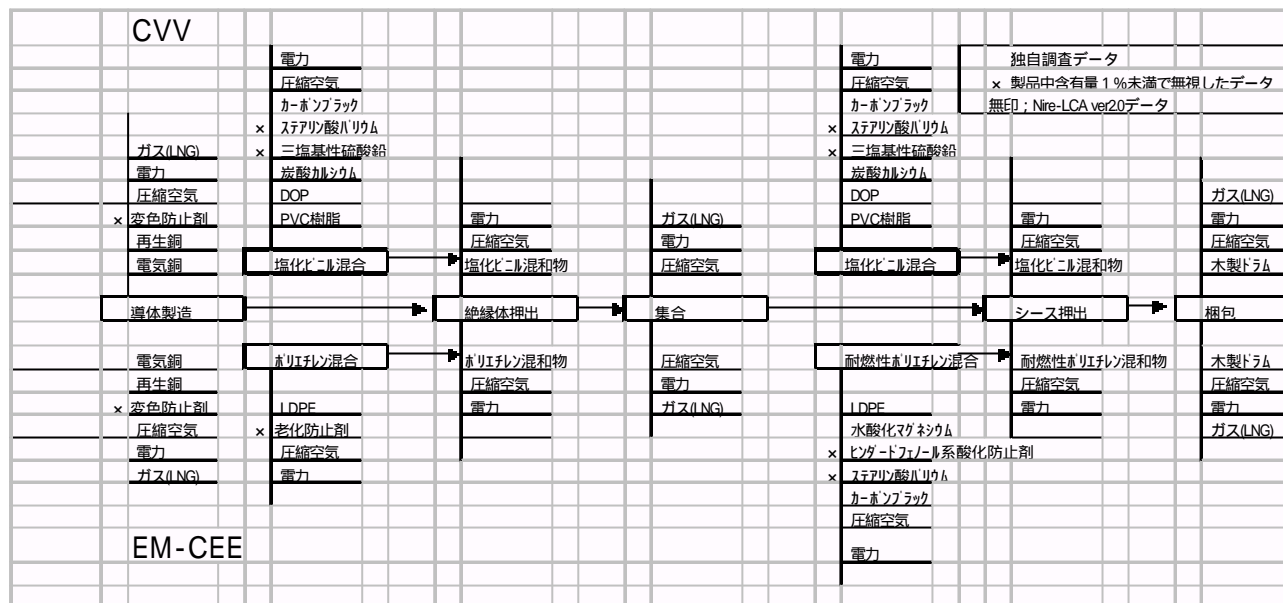 CVV
電力
圧縮空気
カーボンブラック
× ステアリン酸バリウム
× 三塩基性硫酸鉛
炭酸カルシウム
DOP
PVC樹脂
塩化ビニル混合
電力
圧縮空気
カーボンブラック
× ステアリン酸バリウム
× 三塩基性硫酸鉛
炭酸カルシウム
DOP
PVC樹脂
塩化ビニル混合
独自調査データ
× 製品中含有量1%未満で無視したデータ
無印;Nire-LCA ver2.0データ
ガス(LNG)
電力
圧縮空気
× 変色防止剤
再生銅
電気銅
電力
圧縮空気
塩化ビニル混和物
ガス(LNG)
電力
圧縮空気
電力
圧縮空気
塩化ビニル混和物
ガス(LNG)
電力
圧縮空気
木製ドラム
導体製造
絶縁体押出
集合
シース押出
梱包
電気銅
再生銅
× 変色防止剤
圧縮空気
電力
ガス(LNG)
ポリエチレン混合
LDPE
× 老化防止剤
圧縮空気
電力
ポリエチレン混和物
圧縮空気
電力
圧縮空気
電力
ガス(LNG)
耐燃性ポリエチレン混合
LDPE
水酸化マグネシウム
× ヒンダードフェノール系酸化防止剤
× ステアリン酸バリウム
カーボンブラック
圧縮空気
電力
耐燃性ポリエチレン混和物
圧縮空気
電力
木製ドラム
圧縮空気
電力
ガス(LNG)
EM-CEE